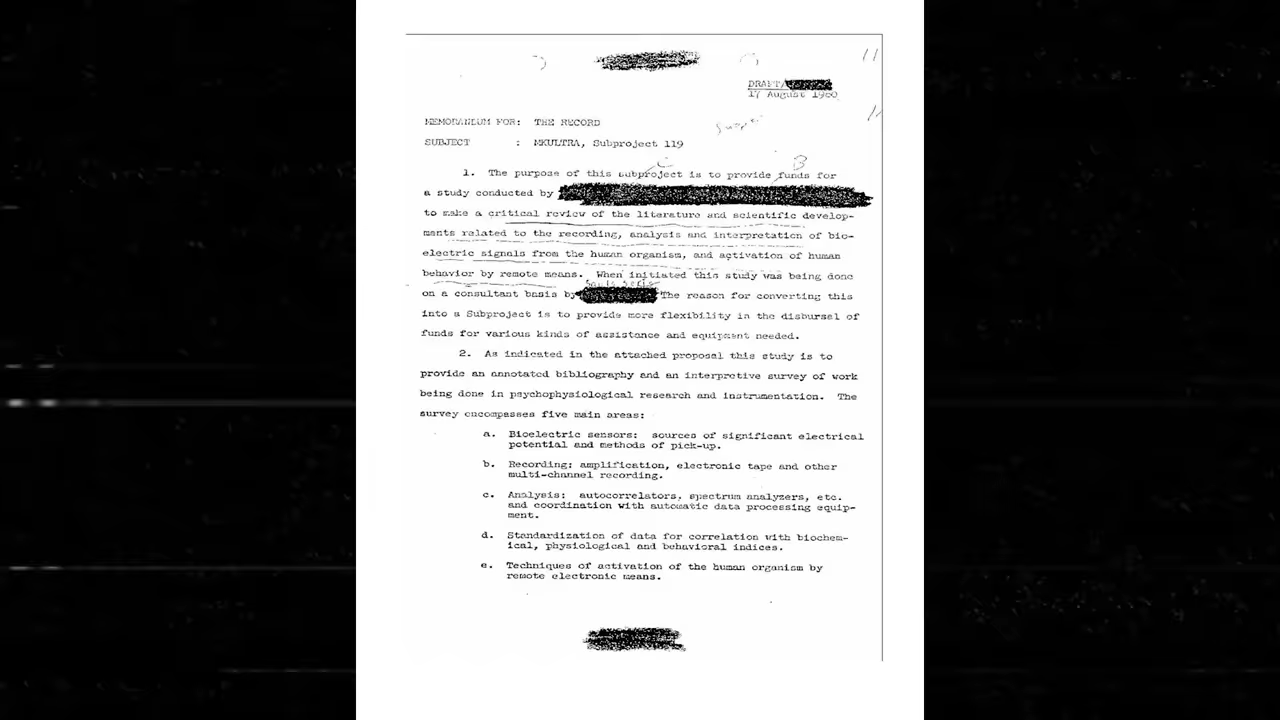 11
DRAFT/
17 August 1960
MEMORANDUM FOR: THE RECORD
SUBJECT : MKULTRA, Subproject 119
C B
1. The purpose of this subproject is to provide funds for
a study conducted by
to make a critical review of the literature and scientific develop-
ments related to the recording, analysis and interpretation of bio-
electric signals from the human organism, and activation of human
behavior by remote means. When initiated this study was being done
on a consultant basis by The reason for converting this
into a Subproject is to provide more flexibility in the disbursal of
funds for various kinds of assistance and equipment needed.
2. As indicated in the attached proposal this study is to
provide an annotated bibliography and an interpretive survey of work
being done in psychophysiological research and instrumentation. The
survey encompasses five main areas:
a. Bioelectric sensors: sources of significant electrical
potential and methods of pick-up.
b. Recording: amplification, electronic tape and other
multi-channel recording.
c. Analysis: autocorrelators, spectrum analyzers, etc.
and coordination with automatic data processing equip-
ment.
d. Standardization of data for correlation with biochem-
ical, physiological and behavioral indices.
e. Techniques of activation of the human organism by
remote electronic means.